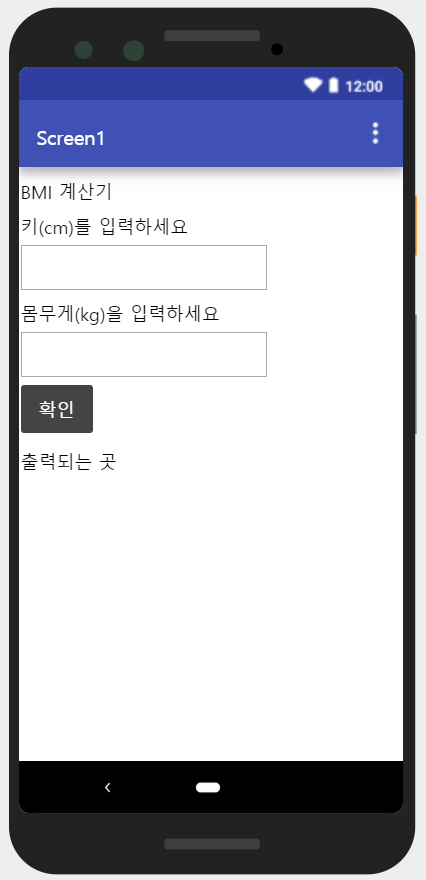 12:00
Screen1
BMI 계산기
키(cm)를 입력하세요
몸무게(kg)을 입력하세요
확인
출력되는 곳